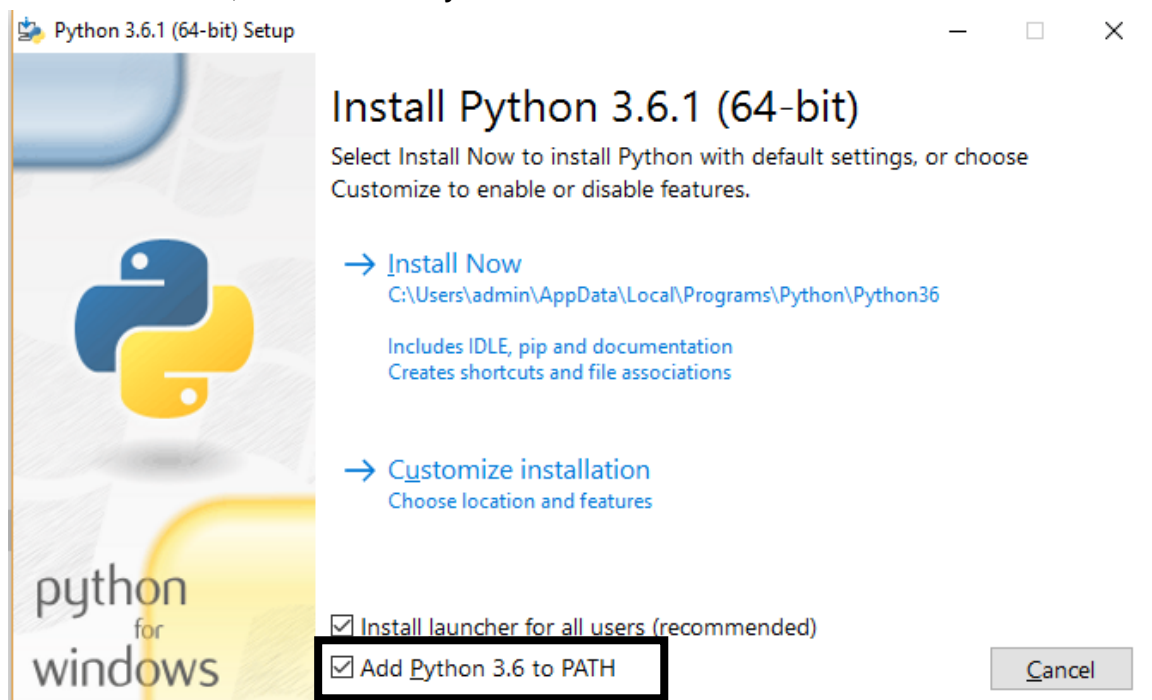 Python 3.6.1 (64-bit) Setup
Install Python 3.6.1 (64-bit)
Select Install Now to install Python with default settings, or choose
Customize to enable or disable features.
Install Now
C:\Users\admin\AppData\Local\Programs\Python\Python36
Includes IDLE, pip and documentation
Creates shortcuts and file associations
Customize installation
Choose location and features
python
for
windows
Install launcher for all users (recommended)
Add Python 3.6 to PATH
Cancel